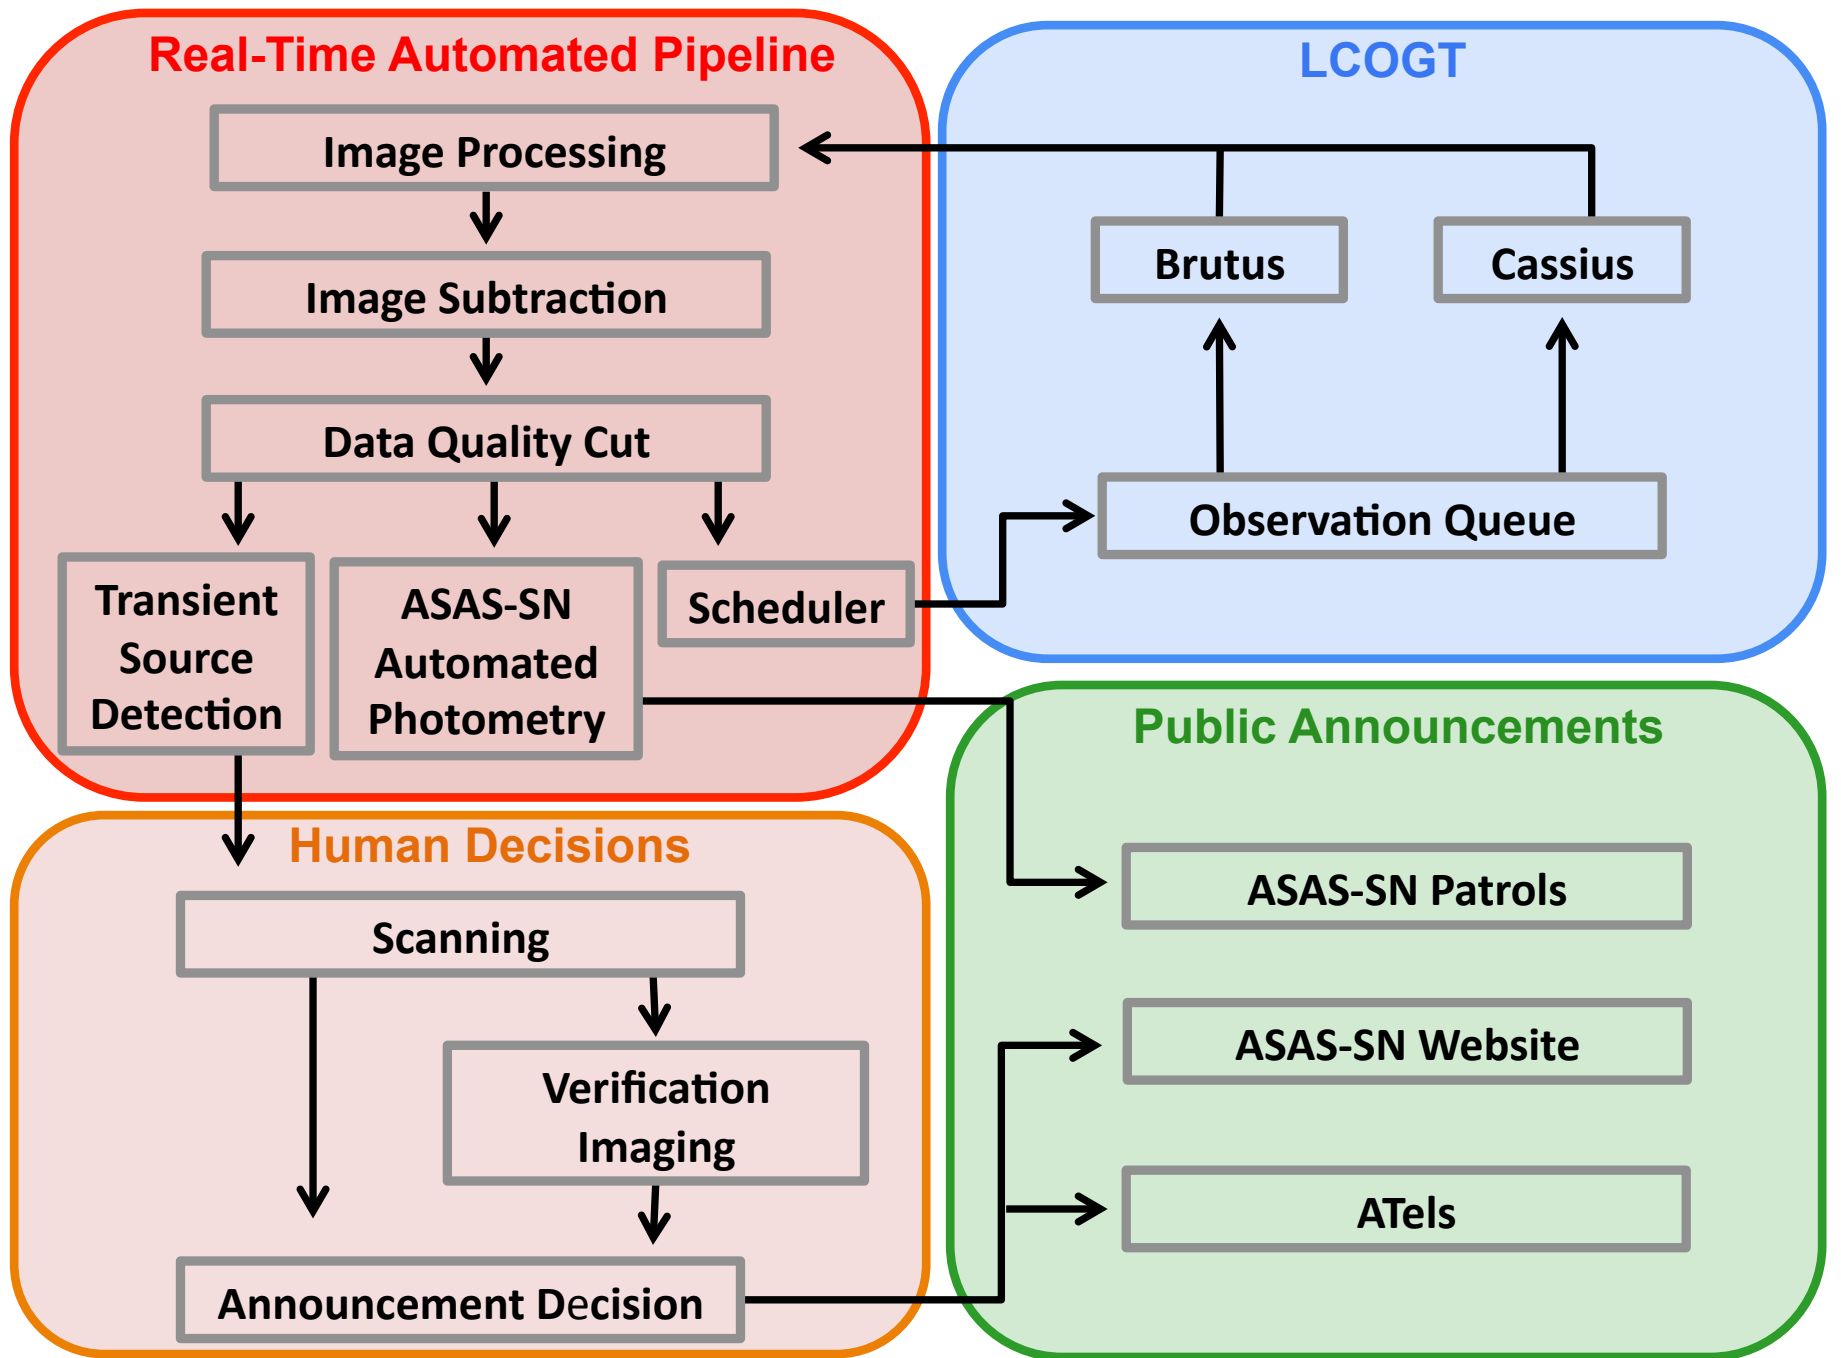 Real-Time Automated Pipeline
Image Processing
Image Subtraction
Data Quality Cut
Transient
Source
Detection
ASAS-SN
Automated
Photometry
Scheduler
LCOGT
Brutus
Cassius
Observation Queue
Human Decisions
Scanning
Verification
Imaging
Announcement Decision
Public Announcements
ASAS-SN Patrols
ASAS-SN Website
ATels